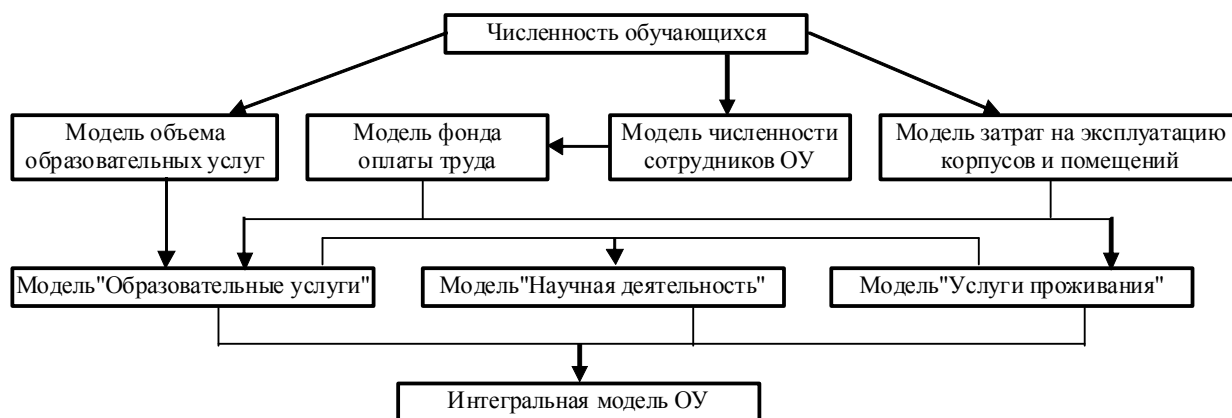 Численность обучающихся
Модель объема
образовательных услуг
Модель фонда
оплаты труда
Модель численности
сотрудников ОУ
Модель затрат на эксплуатацию
корпусов и помещений
Модель"Образовательные услуги"
Модель"Научная деятельность"
Модель"Услуги проживания"
Интегральная модель ОУ